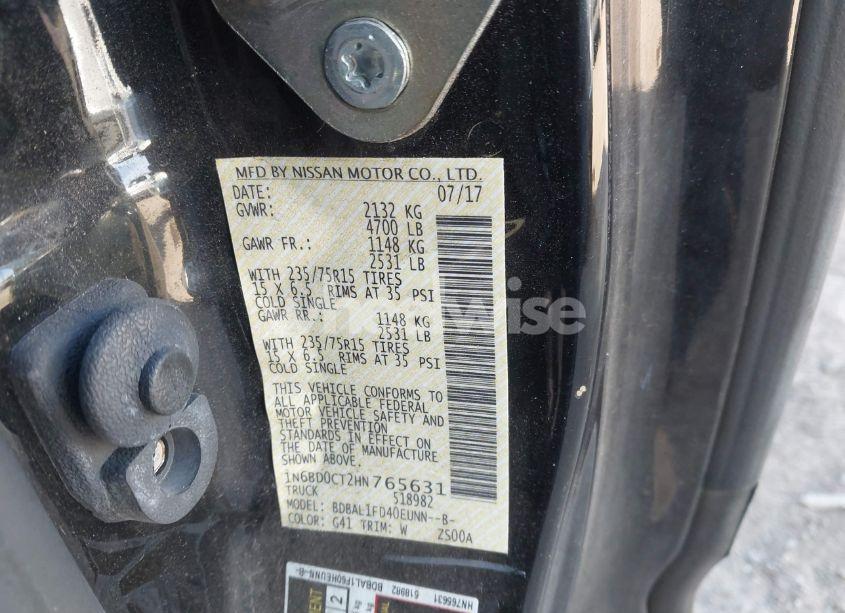 MFD BY NISSAN MOTOR CO., LTD.
DATE: 07/17
GVWR: 2132 KG
4700 LB
GAWR FR.: 1148 KG
2531 LB
WITH 235/75R15 TIRES
15 X 6.5 RIMS AT 35 PSI
COLD SINGLE
GAWR RR.: 1148 KG
2531 LB
WITH 235/75R15 TIRES
15 X 6.5 RIMS AT 35 PSI
COLD SINGLE
THIS VEHICLE CONFORMS TO
ALL APPLICABLE FEDERAL
MOTOR VEHICLE SAFETY AND
THEFT PREVENTION
STANDARDS IN EFFECT ON
THE DATE OF MANUFACTURE
SHOWN ABOVE.
1N6BD0CT2HN765631
TRUCK 518982
MODEL: BDBAL1FD40EUNN--B-
COLOR: G41 TRIM: W ZS00A
HN765631
518982